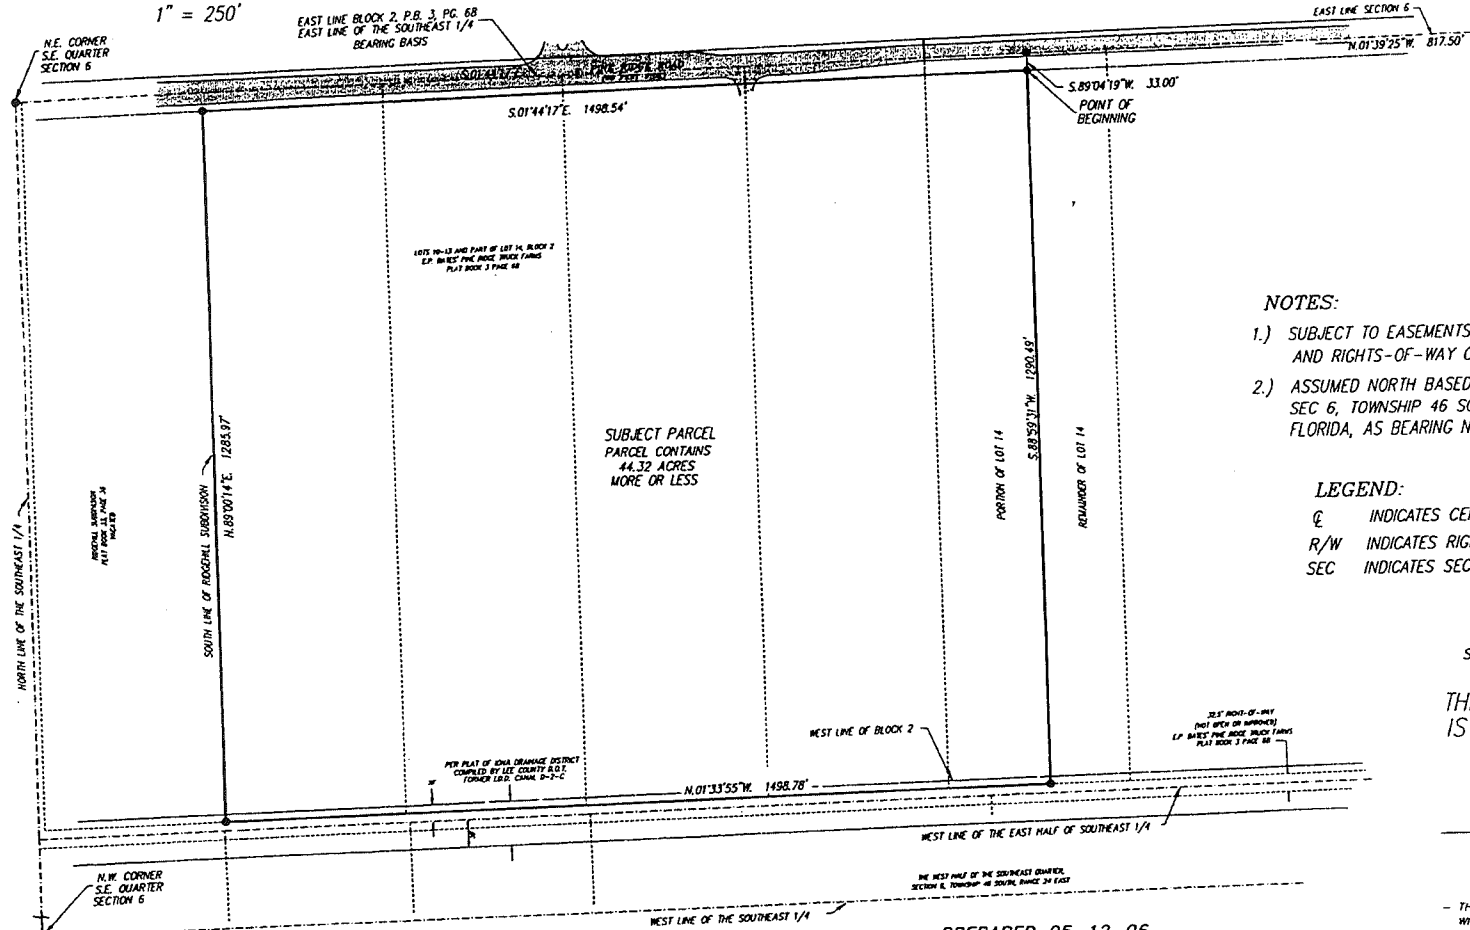 1" = 250'
EAST LINE BLOCK 2, P.B. 3, PG. 68
EAST LINE OF THE SOUTHEAST 1/4
BEARING BASIS
EAST LINE SECTION 6
N.01°39'25"W. 817.50'
N.E. CORNER
S.E. QUARTER
SECTION 6
S.89°04'19"W. 33.00'
POINT OF
BEGINNING
S.01°44'17"E. 1498.54'
LOTS 10-13 AND PART OF LOT 14, BLOCK 2
E.P. BATES' PINE RIDGE TRUCK FARMS
PLAT BOOK 3 PAGE 68
NOTES:
1.) SUBJECT TO EASEMENTS
AND RIGHTS-OF-WAY
2.) ASSUMED NORTH BASED
SEC 6, TOWNSHIP 46
FLORIDA, AS BEARING
SUBJECT PARCEL
PARCEL CONTAINS
44.32 ACRES
MORE OR LESS
NORTH LINE OF THE SOUTHEAST 1/4
RIDGEHILL SUBDIVISION
VACATED
SOUTH LINE OF RIDGEHILL SUBDIVISION
N.89°00'14"E. 1285.97'
PORTION OF LOT 14
S.88°59'31"W. 1290.49'
REMAINDER OF LOT 14
LEGEND:
℄ INDICATES
R/W INDICATES
SEC INDICATES
IS
32.5' RIGHT-OF-WAY
(NOT OPEN OR IMPROVED)
E.P. BATES' PINE RIDGE TRUCK FARMS
PLAT BOOK 3 PAGE 68
WEST LINE OF BLOCK 2
PER PLAT OF IONA DRAINAGE DISTRICT
COMPILED BY LEE COUNTY D.O.T.
FORMER I.D.D. CANAL D-2-C
N.01°33'55"W. 1498.78'
WEST LINE OF THE EAST HALF OF SOUTHEAST 1/4
N.W. CORNER
S.E. QUARTER
SECTION 6
THE WEST HALF OF THE SOUTHEAST QUARTER,
SECTION 6, TOWNSHIP 46 SOUTH, RANGE 24 EAST
WEST LINE OF THE SOUTHEAST 1/4